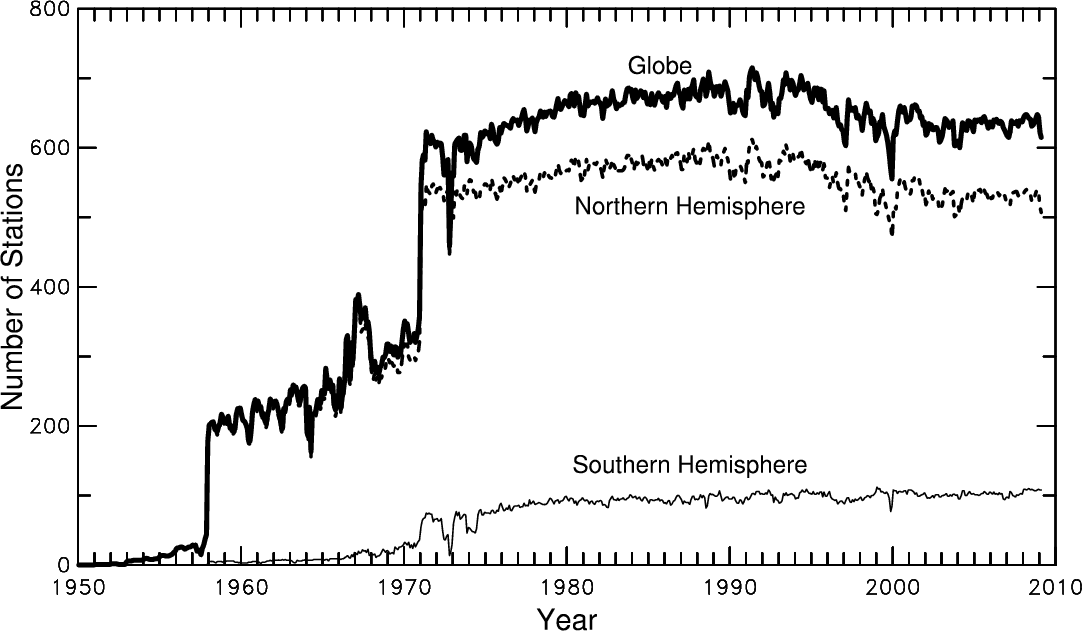 Number of Stations
800
600
400
200
0
Globe
Northern Hemisphere
Southern Hemisphere
1950 1960 1970 1980 1990 2000 2010
Year